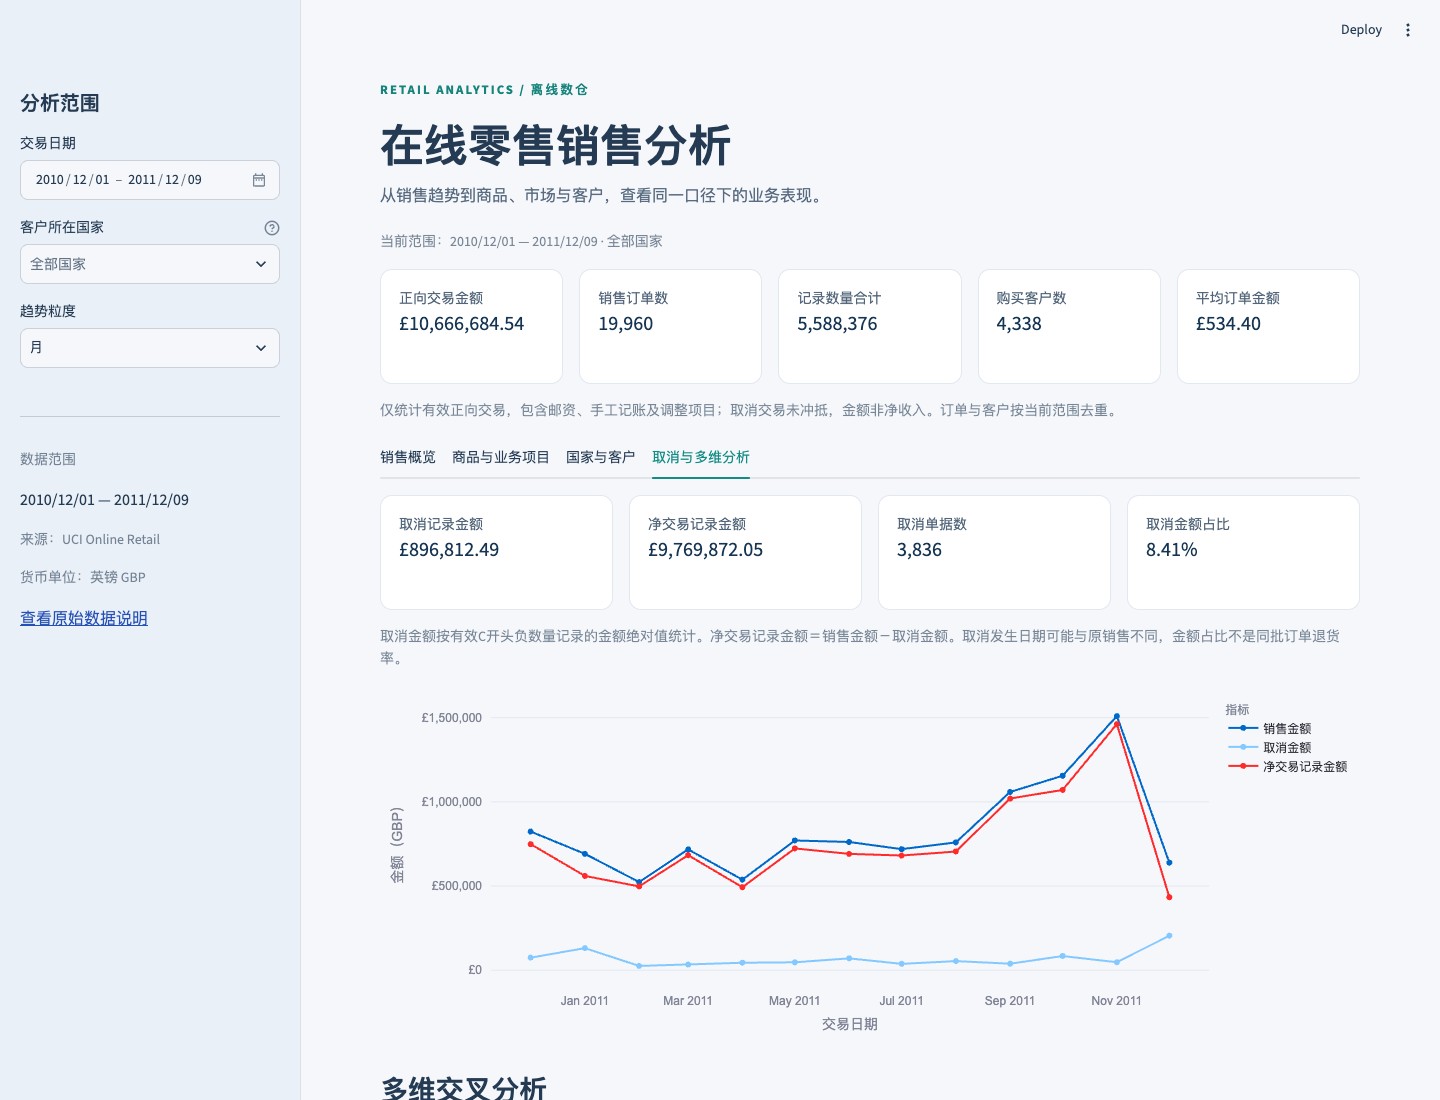 Deploy
分析范围
交易日期
2010/12/01 – 2011/12/09
客户所在国家
全部国家
趋势粒度
月
数据范围
2010/12/01 — 2011/12/09
来源：UCI Online Retail
货币单位：英镑 GBP
查看原始数据说明
RETAIL ANALYTICS / 离线数仓
在线零售销售分析
从销售趋势到商品、市场与客户，查看同一口径下的业务表现。
当前范围：2010/12/01 — 2011/12/09 · 全部国家
正向交易金额
£10,666,684.54
销售订单数
19,960
记录数量合计
5,588,376
购买客户数
4,338
平均订单金额
£534.40
仅统计有效正向交易，包含邮资、手工记账及调整项目；取消交易未冲抵，金额非净收入。订单与客户按当前范围去重。
销售概览 商品与业务项目 国家与客户 取消与多维分析
取消记录金额
£896,812.49
净交易记录金额
£9,769,872.05
取消单据数
3,836
取消金额占比
8.41%
取消金额按有效C开头负数量记录的金额绝对值统计。净交易记录金额＝销售金额－取消金额。取消发生日期可能与原销售不同，金额占比不是同批订单退货
率。
£1,500,000
£1,000,000
£500,000
£0
金额（GBP）
Jan 2011 Mar 2011 May 2011 Jul 2011 Sep 2011 Nov 2011
交易日期
指标
销售金额
取消金额
净交易记录金额
多维交叉分析